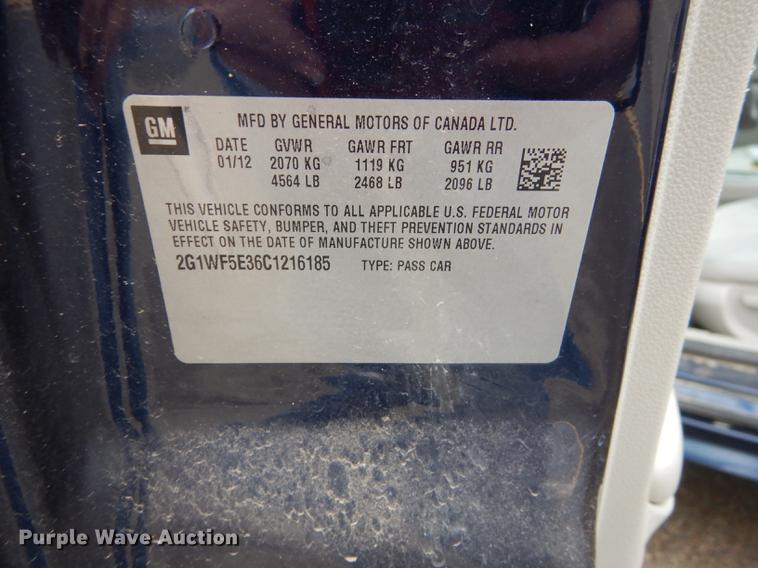 GM
MFD BY GENERAL MOTORS OF CANADA LTD.
DATE GVWR GAWR FRT GAWR RR
01/12 2070 KG 1119 KG 951 KG
4564 LB 2468 LB 2096 LB
THIS VEHICLE CONFORMS TO ALL APPLICABLE U.S. FEDERAL MOTOR
VEHICLE SAFETY, BUMPER, AND THEFT PREVENTION STANDARDS IN
EFFECT ON THE DATE OF MANUFACTURE SHOWN ABOVE.
2G1WF5E36C1216185 TYPE: PASS CAR
Purple Wave Auction